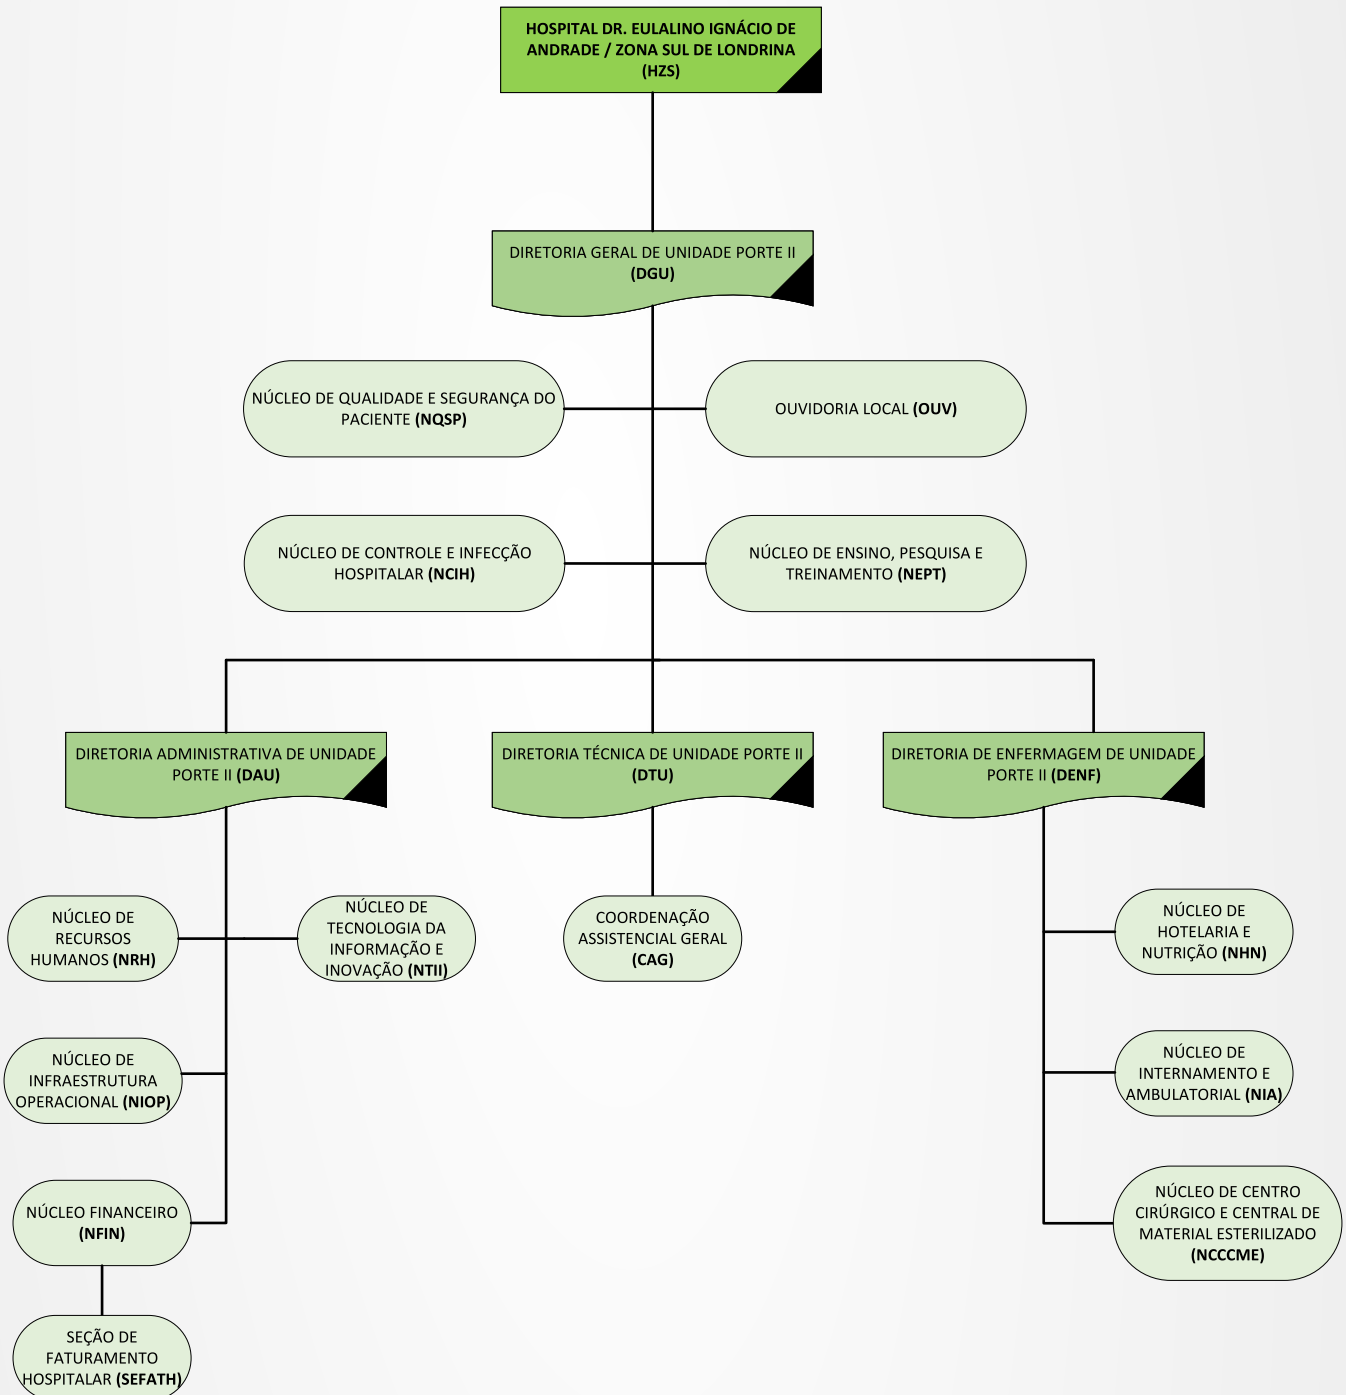 HOSPITAL DR. EULALINO IGNÁCIO DE
ANDRADE / ZONA SUL DE LONDRINA
(HZS)
DIRETORIA GERAL DE UNIDADE PORTE II
(DGU)
NÚCLEO DE QUALIDADE E SEGURANÇA DO
PACIENTE (NQSP)
OUVIDORIA LOCAL (OUV)
NÚCLEO DE CONTROLE E INFECÇÃO
HOSPITALAR (NCIH)
NÚCLEO DE ENSINO, PESQUISA E
TREINAMENTO (NEPT)
DIRETORIA ADMINISTRATIVA DE UNIDADE
PORTE II (DAU)
DIRETORIA TÉCNICA DE UNIDADE PORTE II
(DTU)
DIRETORIA DE ENFERMAGEM DE UNIDADE
PORTE II (DENF)
NÚCLEO DE
RECURSOS
HUMANOS (NRH)
NÚCLEO DE
TECNOLOGIA DA
INFORMAÇÃO E
INOVAÇÃO (NTII)
COORDENAÇÃO
ASSISTENCIAL GERAL
(CAG)
NÚCLEO DE
HOTELARIA E
NUTRIÇÃO (NHN)
NÚCLEO DE
INFRAESTRUTURA
OPERACIONAL (NIOP)
NÚCLEO DE
INTERNAMENTO E
AMBULATORIAL (NIA)
NÚCLEO FINANCEIRO
(NFIN)
NÚCLEO DE CENTRO
CIRÚRGICO E CENTRAL DE
MATERIAL ESTERILIZADO
(NCCCME)
SEÇÃO DE
FATURAMENTO
HOSPITALAR (SEFATH)